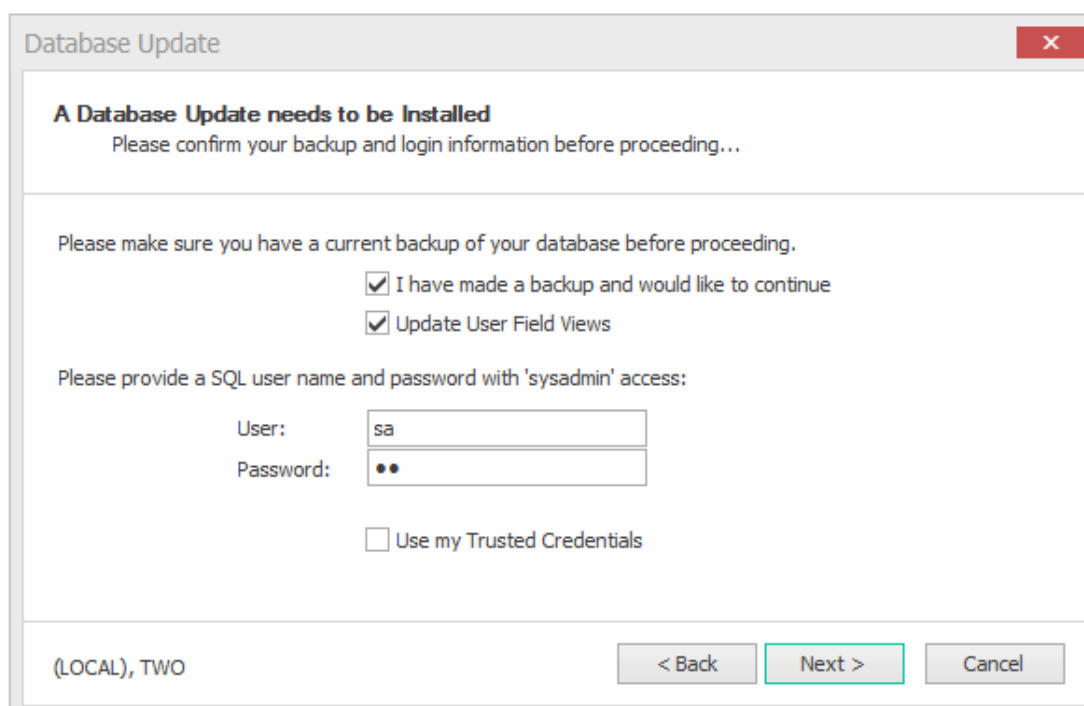 Database Update
A Database Update needs to be Installed
Please confirm your backup and login information before proceeding...
Please make sure you have a current backup of your database before proceeding.
I have made a backup and would like to continue
Update User Field Views
Please provide a SQL user name and password with 'sysadmin' access:
User: sa
Password: ●●
Use my Trusted Credentials
(LOCAL), TWO < Back Next > Cancel